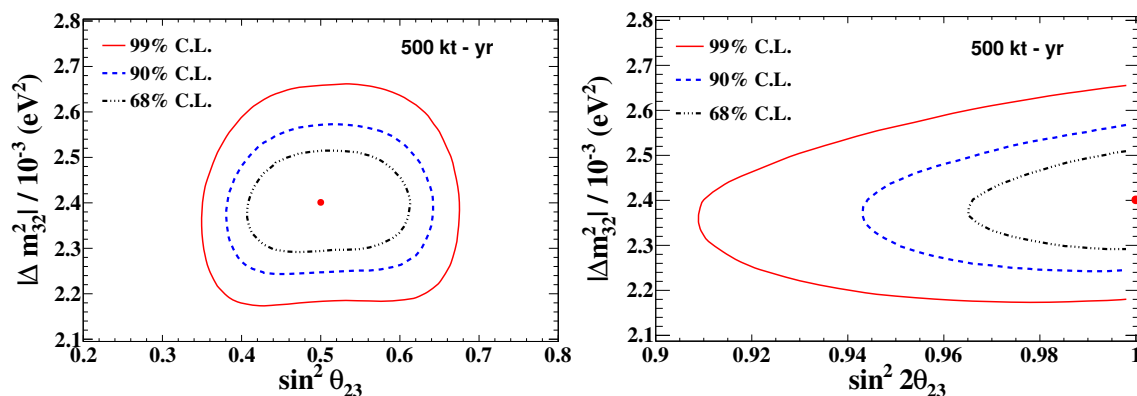 2.8
2.7
2.6
2.5
2.4
2.3
2.2
2.1
|Δ m²₃₂| / 10⁻³ (eV²)
99% C.L.
90% C.L.
68% C.L.
500 kt - yr
0.2 0.3 0.4 0.5 0.6 0.7 0.8
sin² θ₂₃
2.8
2.7
2.6
2.5
2.4
2.3
2.2
2.1
|Δm²₃₂| / 10⁻³ (eV²)
99% C.L.
90% C.L.
68% C.L.
500 kt - yr
0.9 0.92 0.94 0.96 0.98 1
sin² 2θ₂₃